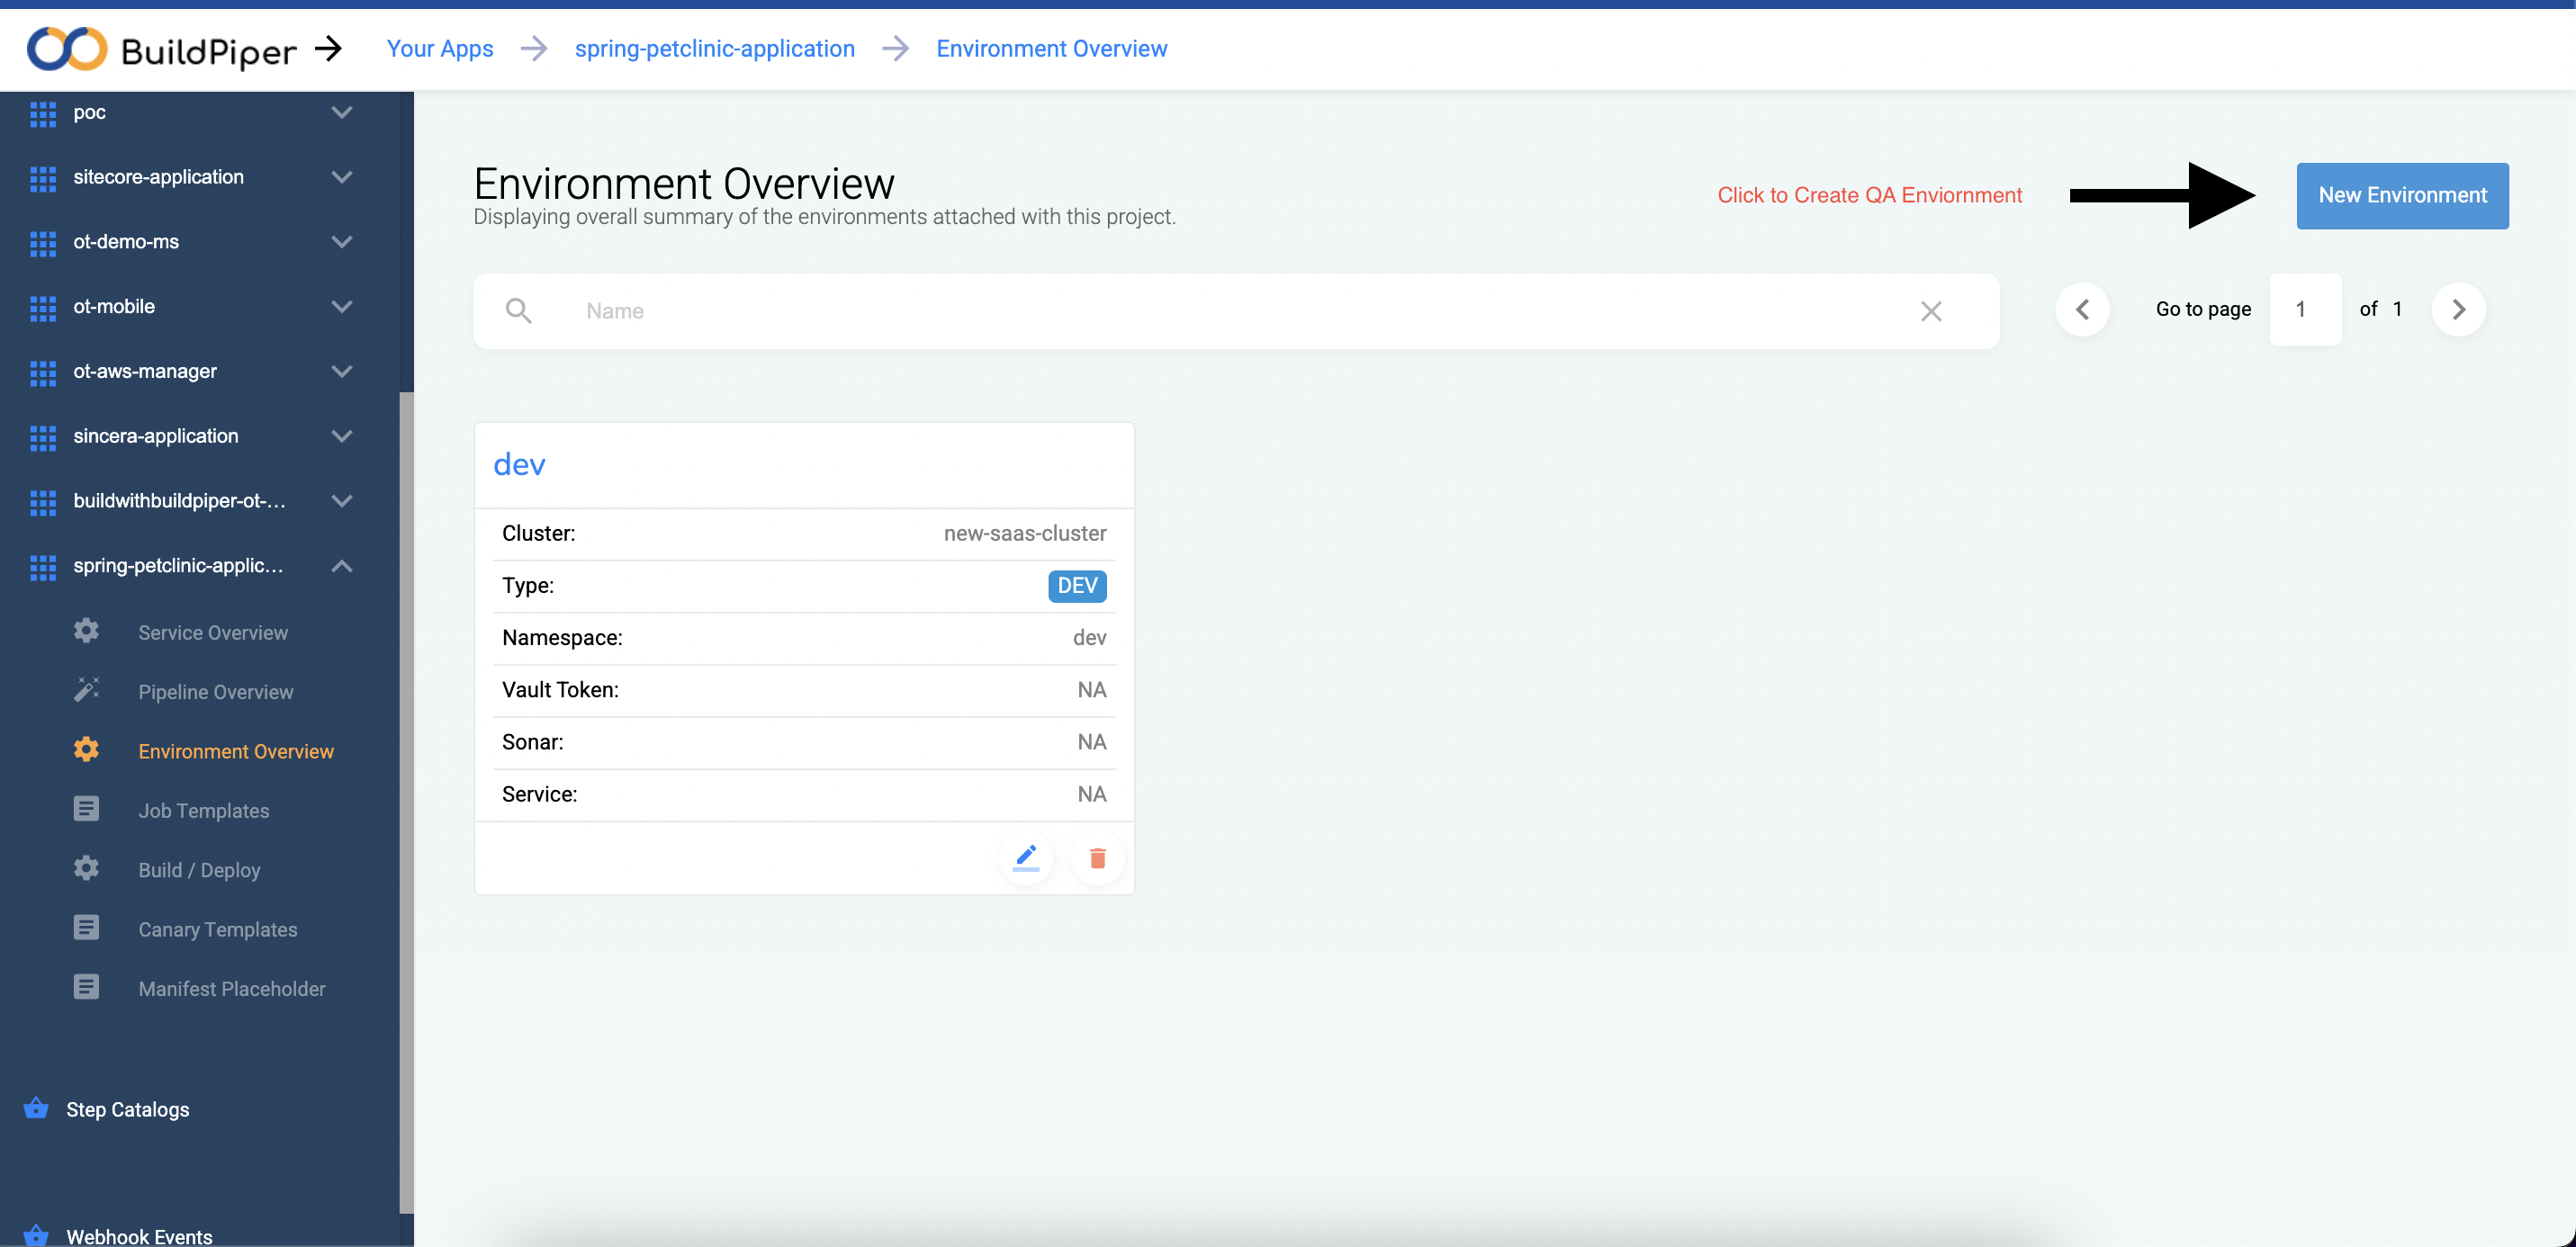 BuildPiper
Your Apps
spring-petclinic-application
Environment Overview
poc
sitecore-application
ot-demo-ms
ot-mobile
ot-aws-manager
sincera-application
buildwithbuildpiper-ot-...
spring-petclinic-applic...
Service Overview
Pipeline Overview
Environment Overview
Job Templates
Build / Deploy
Canary Templates
Manifest Placeholder
Step Catalogs
Webhook Events
Environment Overview
Displaying overall summary of the environments attached with this project.
Click to Create QA Enviornment
New Environment
Name
Go to page 1 of 1
dev
Cluster: new-saas-cluster
Type: DEV
Namespace: dev
Vault Token: NA
Sonar: NA
Service: NA